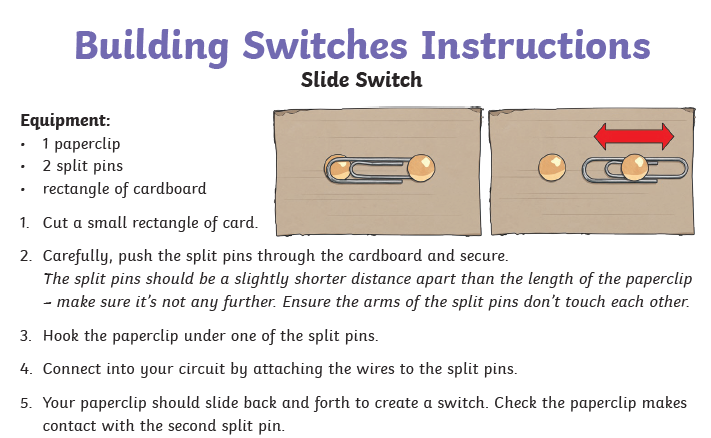 Building Switches Instructions
Slide Switch
Equipment:
• 1 paperclip
• 2 split pins
• rectangle of cardboard
1. Cut a small rectangle of card.
2. Carefully, push the split pins through the cardboard and secure.
The split pins should be a slightly shorter distance apart than the length of the paperclip
– make sure it's not any further. Ensure the arms of the split pins don't touch each other.
3. Hook the paperclip under one of the split pins.
4. Connect into your circuit by attaching the wires to the split pins.
5. Your paperclip should slide back and forth to create a switch. Check the paperclip makes
contact with the second split pin.